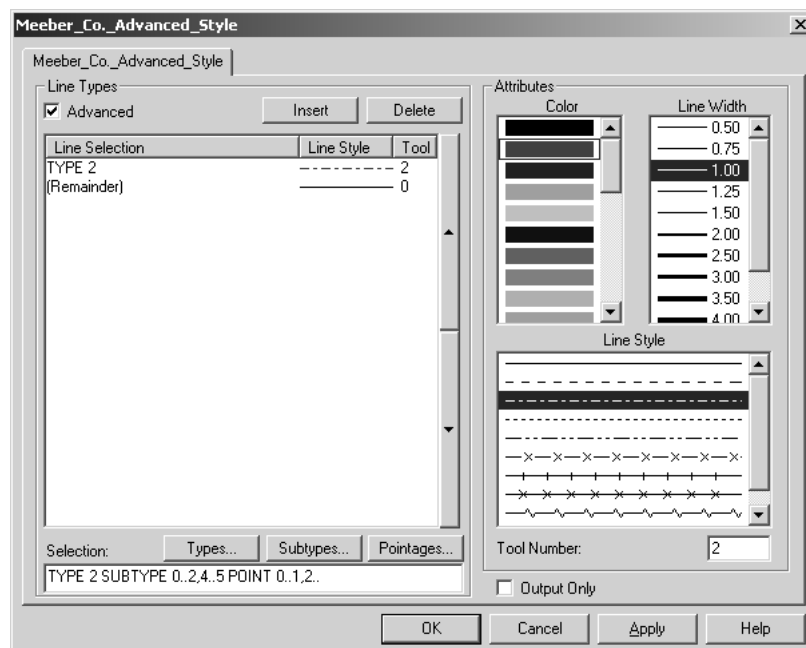 Meeber_Co._Advanced_Style
Meeber_Co._Advanced_Style
Line Types
Advanced
Insert
Delete
Line Selection Line Style Tool
TYPE 2 2
(Remainder) 0
Selection:
Types...
Subtypes...
Pointages...
TYPE 2 SUBTYPE 0..2,4..5 POINT 0..1,2..
Attributes
Color
Line Width
0.50
0.75
1.00
1.25
1.50
2.00
2.50
3.00
3.50
4.00
Line Style
Tool Number:
2
Output Only
OK
Cancel
Apply
Help